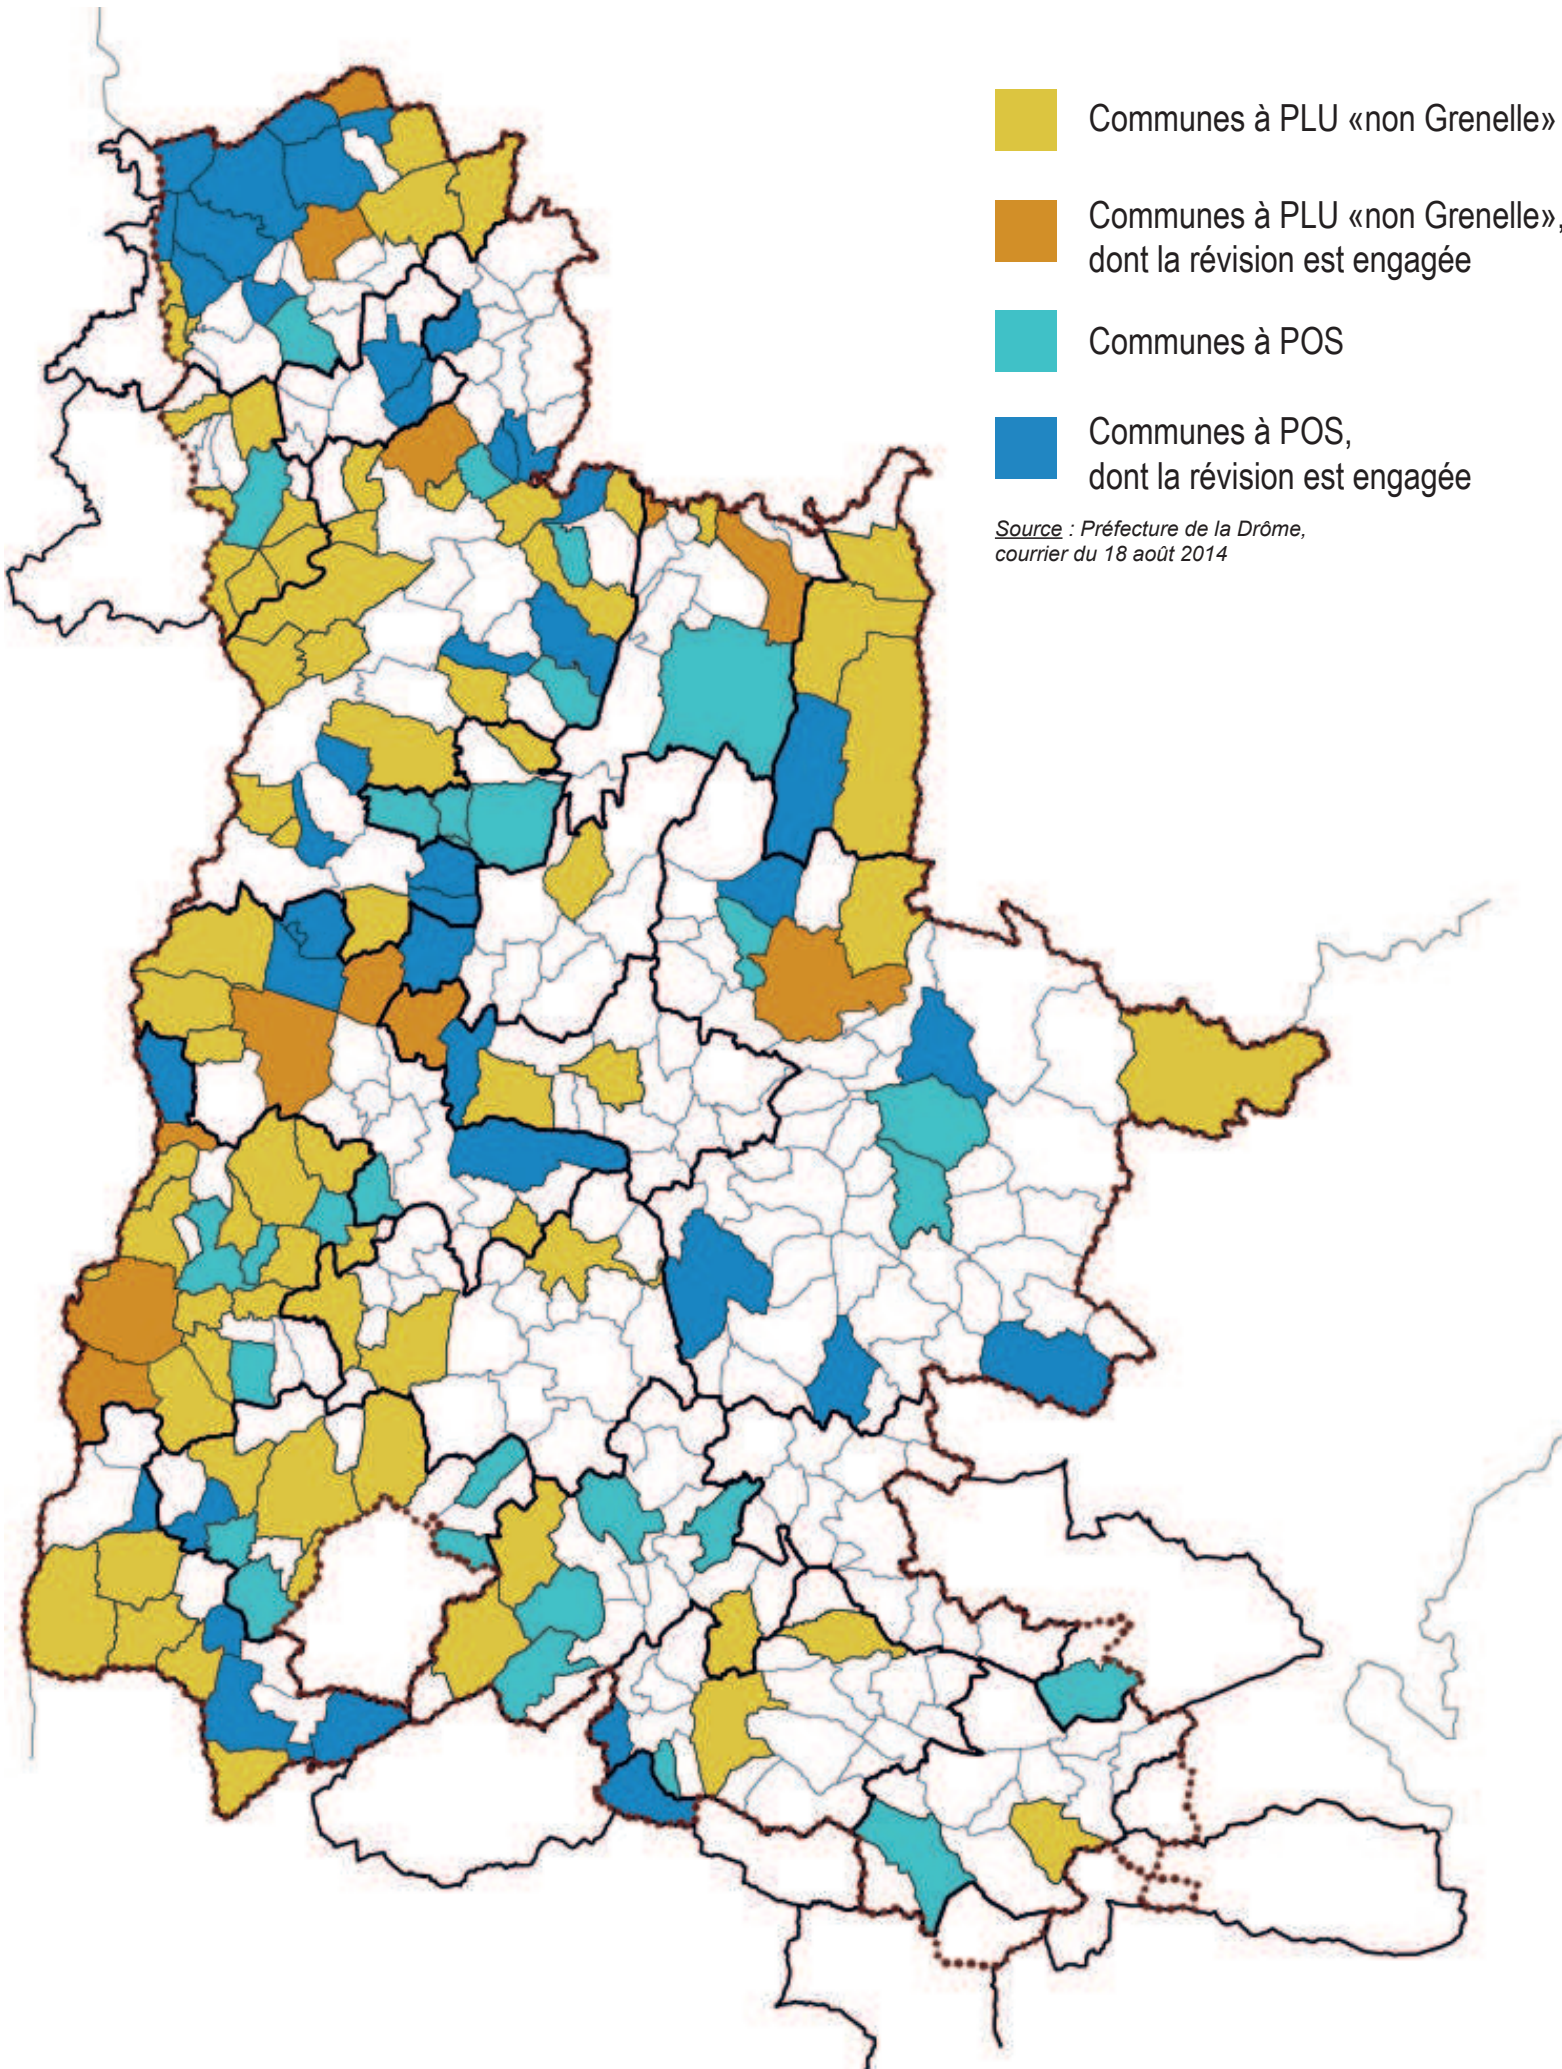 Communes à PLU «non Grenelle»
Communes à PLU «non Grenelle»,
dont la révision est engagée
Communes à POS
Communes à POS,
dont la révision est engagée
Source : Préfecture de la Drôme,
courrier du 18 août 2014